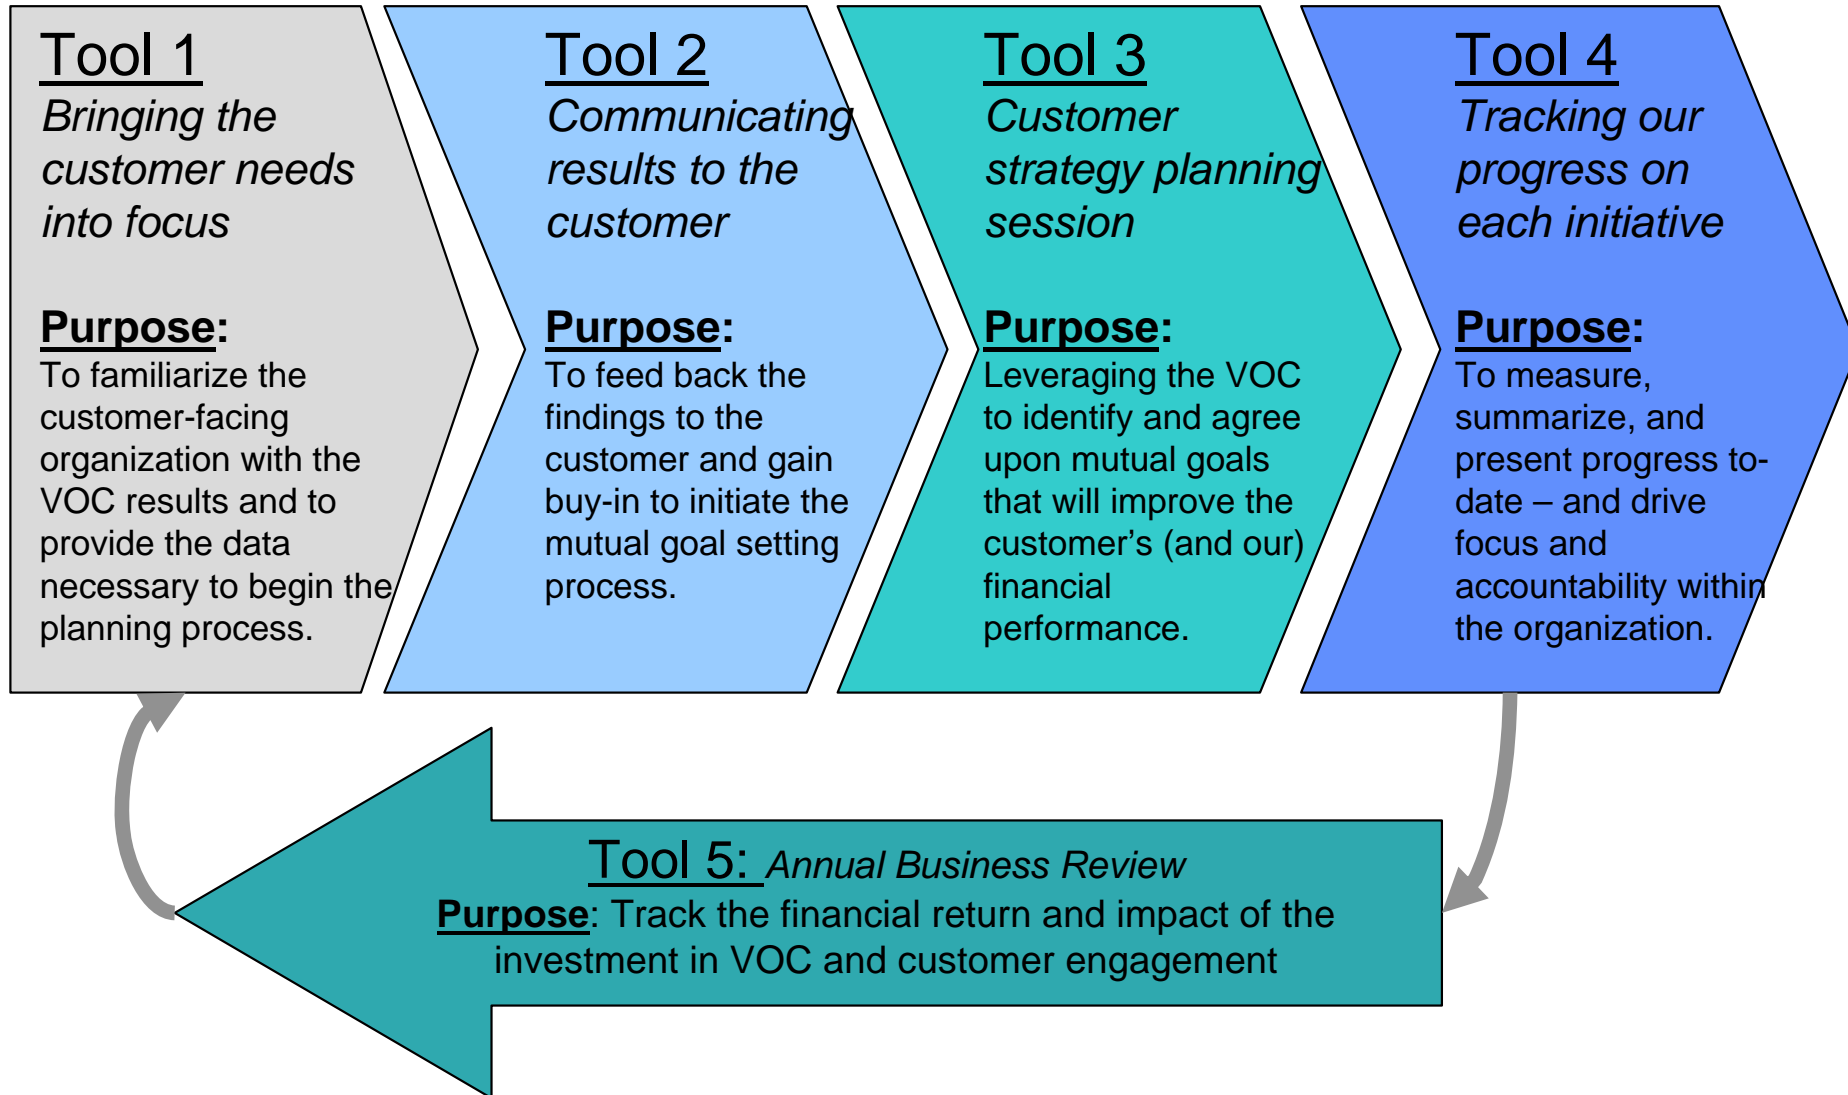 Tool 1
Bringing the
customer needs
into focus
Purpose:
To familiarize the
customer-facing
organization with the
VOC results and to
provide the data
necessary to begin the
planning process.
Tool 2
Communicating
results to the
customer
Purpose:
To feed back the
findings to the
customer and gain
buy-in to initiate the
mutual goal setting
process.
Tool 3
Customer
strategy planning
session
Purpose:
Leveraging the VOC
to identify and agree
upon mutual goals
that will improve the
customer’s (and our)
financial
performance.
Tool 4
Tracking our
progress on
each initiative
Purpose:
To measure,
summarize, and
present progress to-
date – and drive
focus and
accountability within
the organization.
Tool 5: Annual Business Review
Purpose: Track the financial return and impact of the
investment in VOC and customer engagement